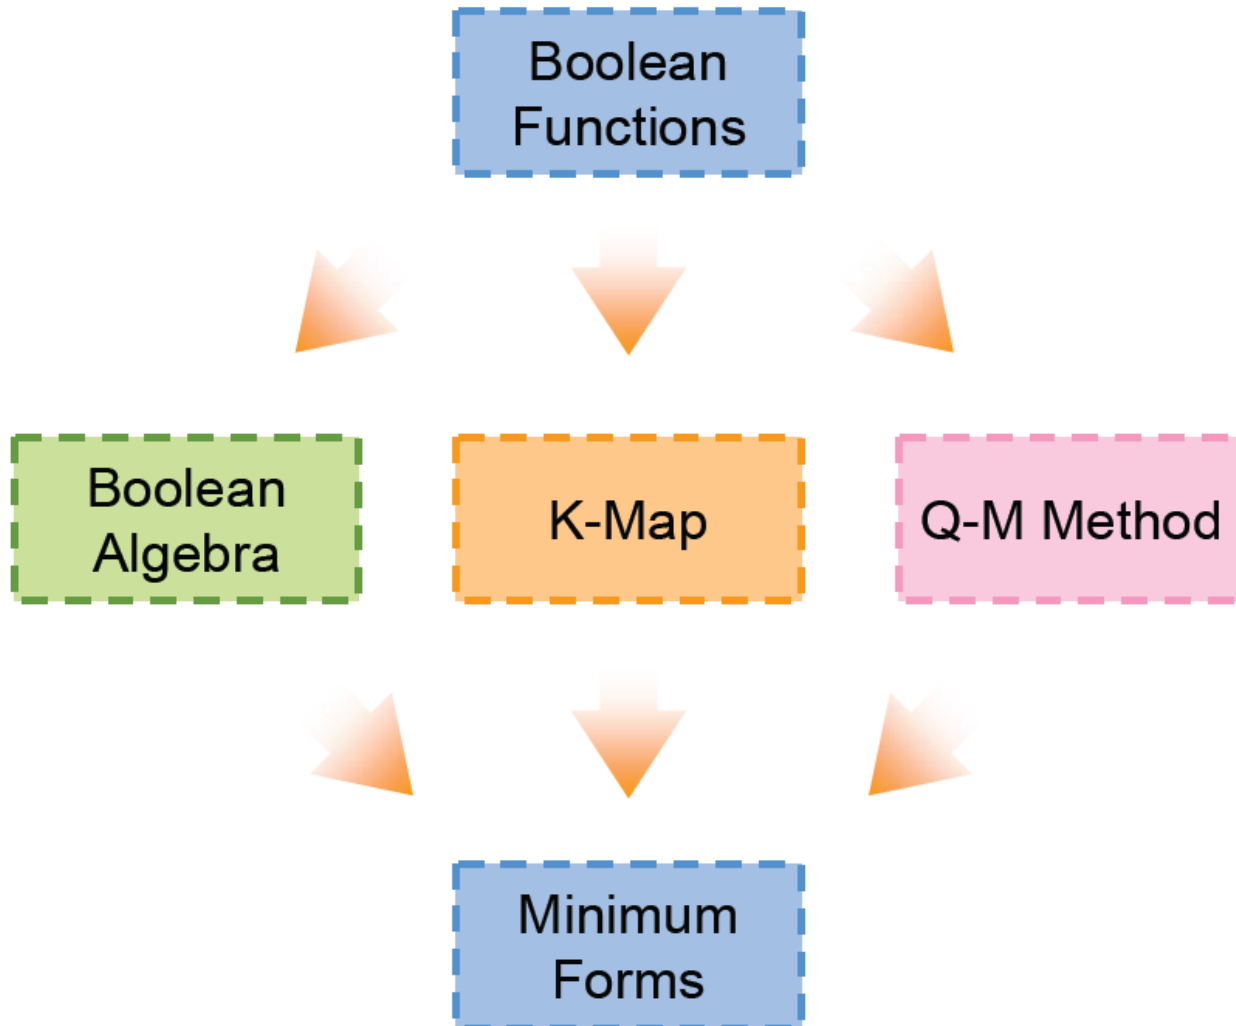 Boolean
Functions
Boolean
Algebra
K-Map
Q-M Method
Minimum
Forms